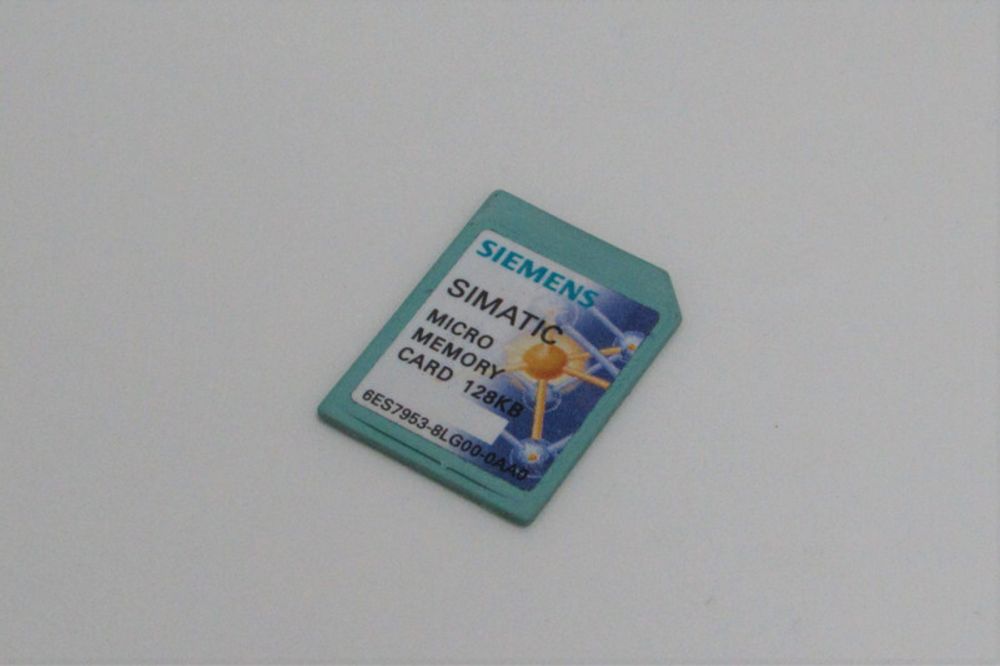 SIEMENS
SIMATIC
MICRO
MEMORY
CARD 128KB
6ES7953-8LG00-0AA0